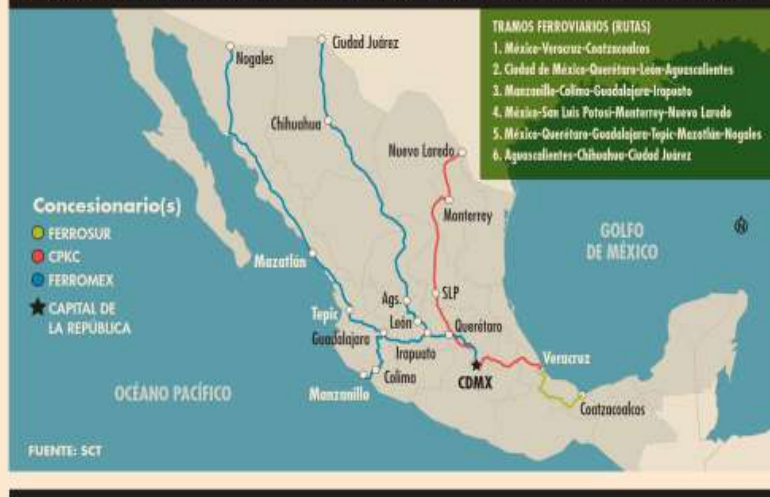 TRAMOS FERROVIARIOS (RUTAS)
1. México-Veracruz-Coatzacoalcos
2. Ciudad de México-Querétaro-León-Aguascalientes
3. Manzanillo-Colima-Guadalajara-Irapuato
4. México-San Luis Potosí-Monterrey-Nuevo Laredo
5. México-Querétaro-Guadalajara-Tepic-Mazatlán-Nogales
6. Aguascalientes-Chihuahua-Ciudad Juárez
Ciudad Juárez
Nogales
Chihuahua
Nuevo Laredo
Monterrey
Concesionario(s)
FERROSUR
CPKC
FERROMEX
CAPITAL DE
LA REPÚBLICA
GOLFO
DE MÉXICO
N
Mazatlán
Ags.
SLP
Tepic
León
Querétaro
Guadalajara
Irapuato
Veracruz
Colima
CDMX
Manzanillo
OCÉANO PACÍFICO
Coatzacoalcos
FUENTE: SCT